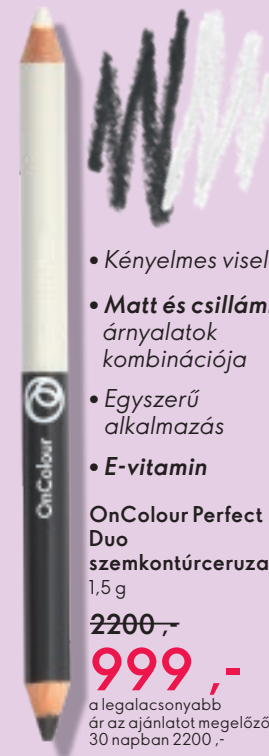 • Kényelmes visel
• Matt és csillám
árnyalatok
kombinációja
• Egyszerű
alkalmazás
• E-vitamin
OnColour
OnColour Perfect
Duo
szemkontúrceruza
1,5 g
2200 ,-
999 ,-
a legalacsonyabb
ár az ajánlatot megelőző
30 napban 2200 ,-